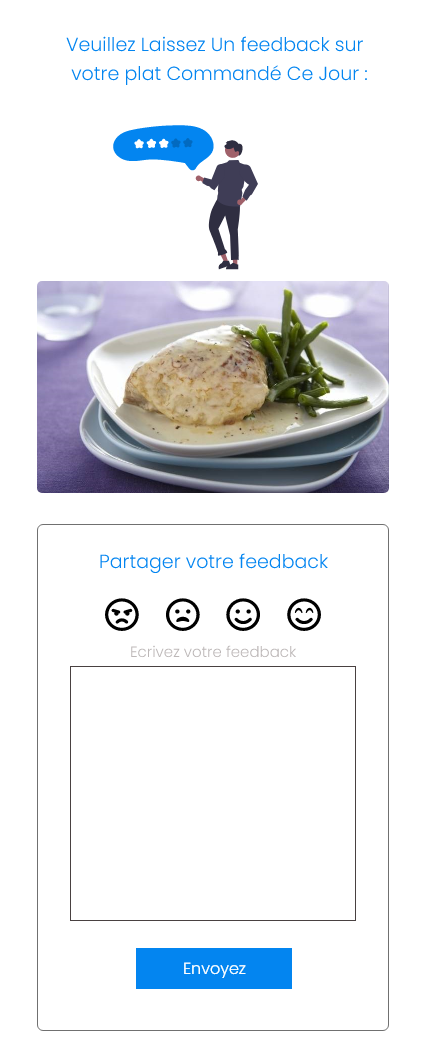 Veuillez Laissez Un feedback sur
votre plat Commandé Ce Jour :
Partager votre feedback
Ecrivez votre feedback
Envoyez